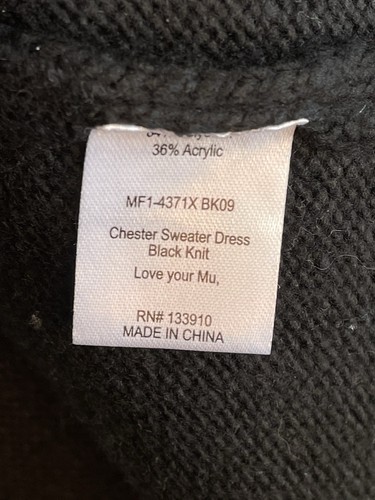 36% Acrylic
MF1-4371X BK09
Chester Sweater Dress
Black Knit
Love your Mu,
RN# 133910
MADE IN CHINA